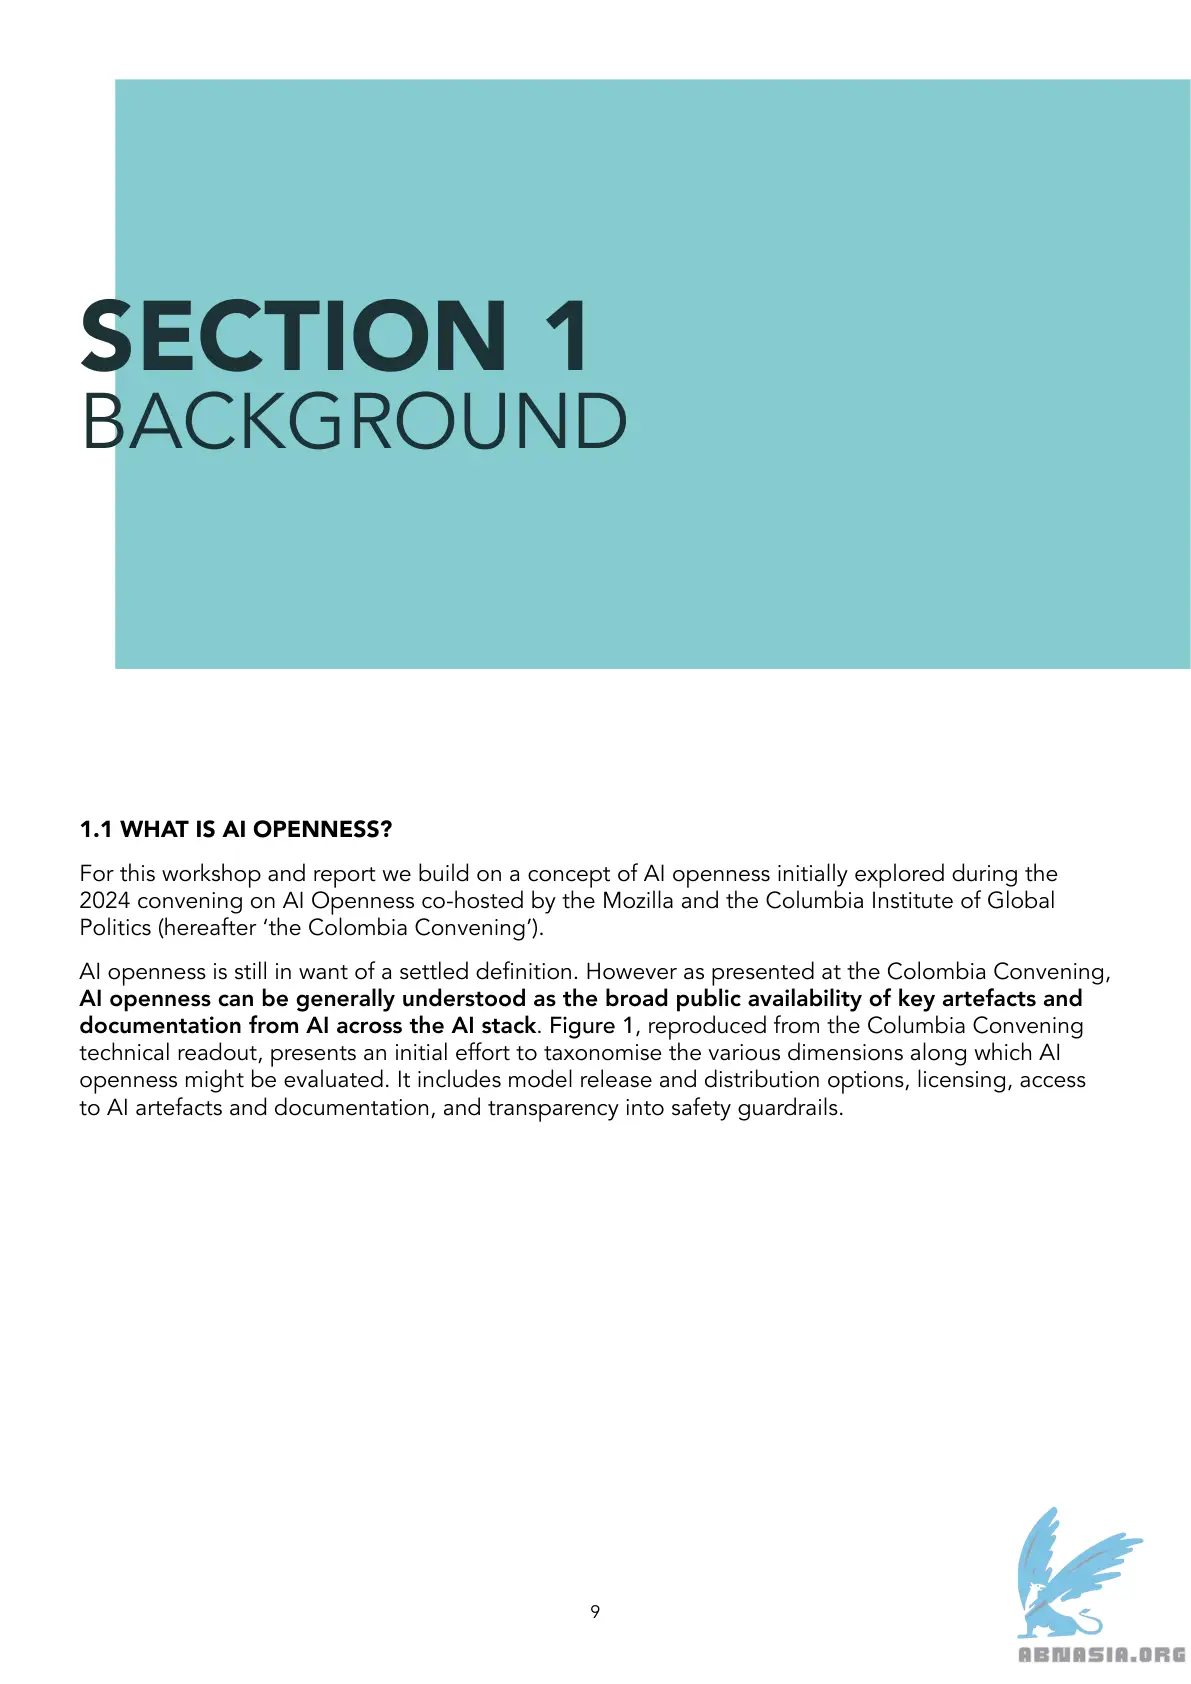 SECTION 1
BACKGROUND
1.1 WHAT IS AI OPENNESS?
For this workshop and report we build on a concept of AI openness initially explored during the
2024 convening on AI Openness co-hosted by the Mozilla and the Columbia Institute of Global
Politics (hereafter ‘the Colombia Convening’).
AI openness is still in want of a settled definition. However as presented at the Colombia Convening,
AI openness can be generally understood as the broad public availability of key artefacts and
documentation from AI across the AI stack. Figure 1, reproduced from the Columbia Convening
technical readout, presents an initial effort to taxonomise the various dimensions along which AI
openness might be evaluated. It includes model release and distribution options, licensing, access
to AI artefacts and documentation, and transparency into safety guardrails.
9
ABNASIA.ORG